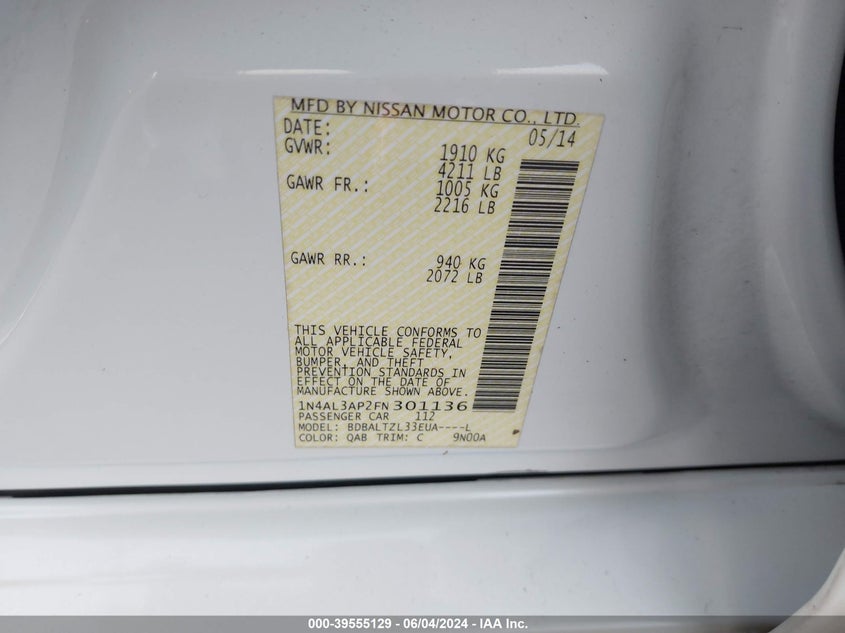 MFD BY NISSAN MOTOR CO., LTD.
DATE: 05/14
GVWR: 1910 KG
4211 LB
GAWR FR.: 1005 KG
2216 LB
GAWR RR.: 940 KG
2072 LB
THIS VEHICLE CONFORMS TO
ALL APPLICABLE FEDERAL
MOTOR VEHICLE SAFETY,
BUMPER, AND THEFT
PREVENTION STANDARDS IN
EFFECT ON THE DATE OF
MANUFACTURE SHOWN ABOVE.
1N4AL3AP2FN 301136
PASSENGER CAR 112
MODEL: BDBALTZL33EUA----L
COLOR: QAB TRIM: C 9N00A
000-39555129 - 06/04/2024 - IAA, Inc.